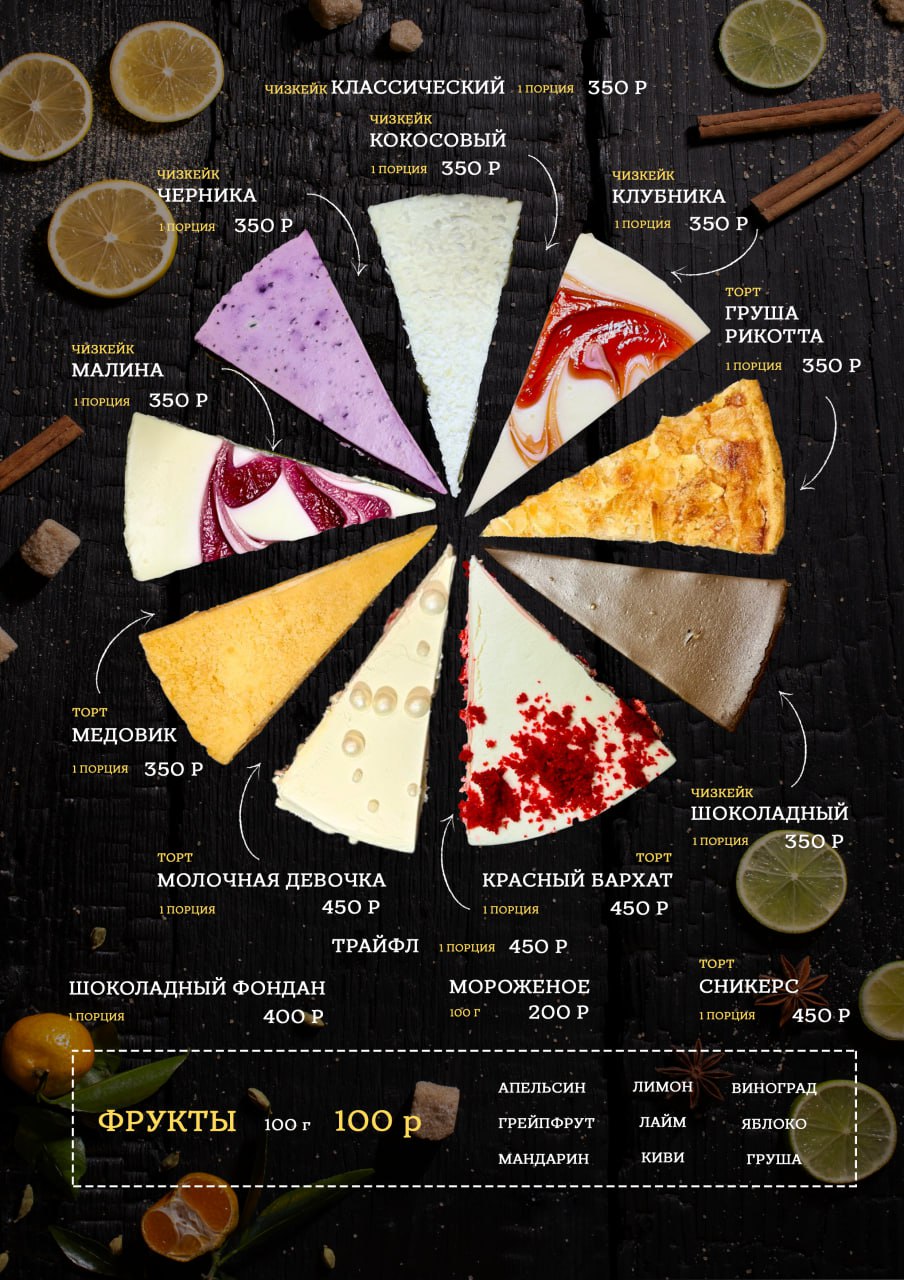 ЧИЗКЕЙК КЛАССИЧЕСКИЙ 1 ПОРЦИЯ 350 Р
ЧИЗКЕЙК
КОКОСОВЫЙ
1 ПОРЦИЯ 350 Р
ЧИЗКЕЙК
ЧЕРНИКА
1 ПОРЦИЯ 350 Р
ЧИЗКЕЙК
КЛУБНИКА
1 ПОРЦИЯ 350 Р
ТОРТ
ГРУША
РИКОТТА
1 ПОРЦИЯ 350 Р
ЧИЗКЕЙК
МАЛИНА
1 ПОРЦИЯ 350 Р
ТОРТ
МЕДОВИК
1 ПОРЦИЯ 350 Р
ЧИЗКЕЙК
ШОКОЛАДНЫЙ
1 ПОРЦИЯ 350 Р
ТОРТ
МОЛОЧНАЯ ДЕВОЧКА
1 ПОРЦИЯ 450 Р
ТОРТ
КРАСНЫЙ БАРХАТ
1 ПОРЦИЯ 450 Р
ТРАЙФЛ 1 ПОРЦИЯ 450 Р
ШОКОЛАДНЫЙ ФОНДАН
1 ПОРЦИЯ 400 Р
МОРОЖЕНОЕ
100 Г 200 Р
ТОРТ
СНИКЕРС
1 ПОРЦИЯ 450 Р
ФРУКТЫ 100 г 100 р
АПЕЛЬСИН ЛИМОН ВИНОГРАД
ГРЕЙПФРУТ ЛАЙМ ЯБЛОКО
МАНДАРИН КИВИ ГРУША